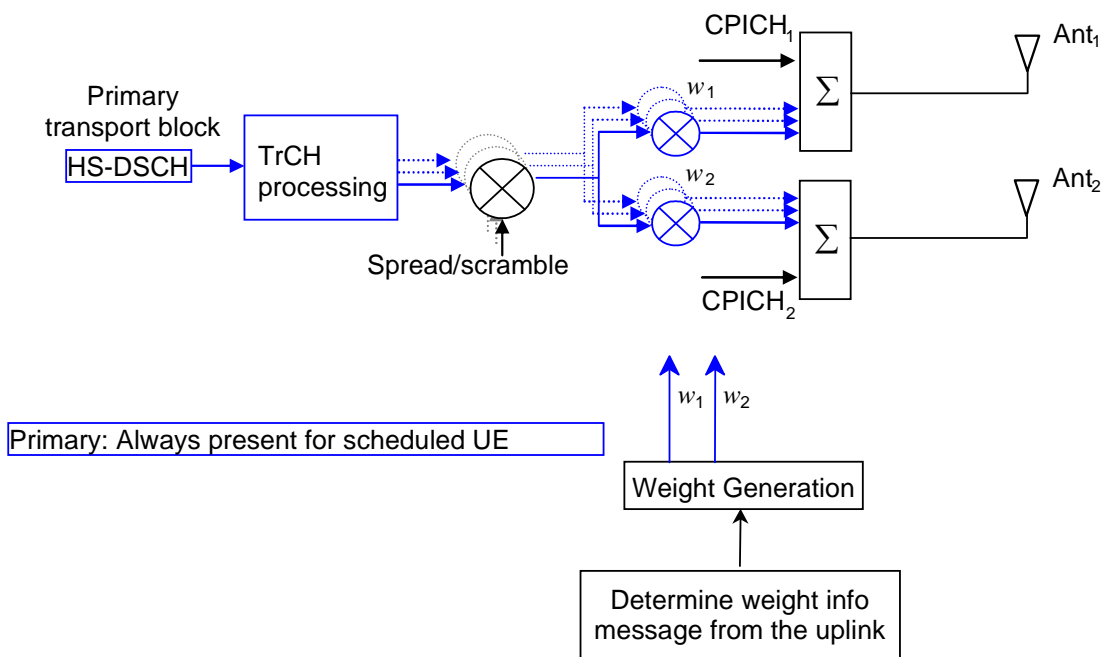 CPICH1
Ant1
Primary
transport block
HS-DSCH
TrCH
processing
w1
Σ
w2
Ant2
Σ
Spread/scramble
CPICH2
w1 w2
Primary: Always present for scheduled UE
Weight Generation
Determine weight info
message from the uplink